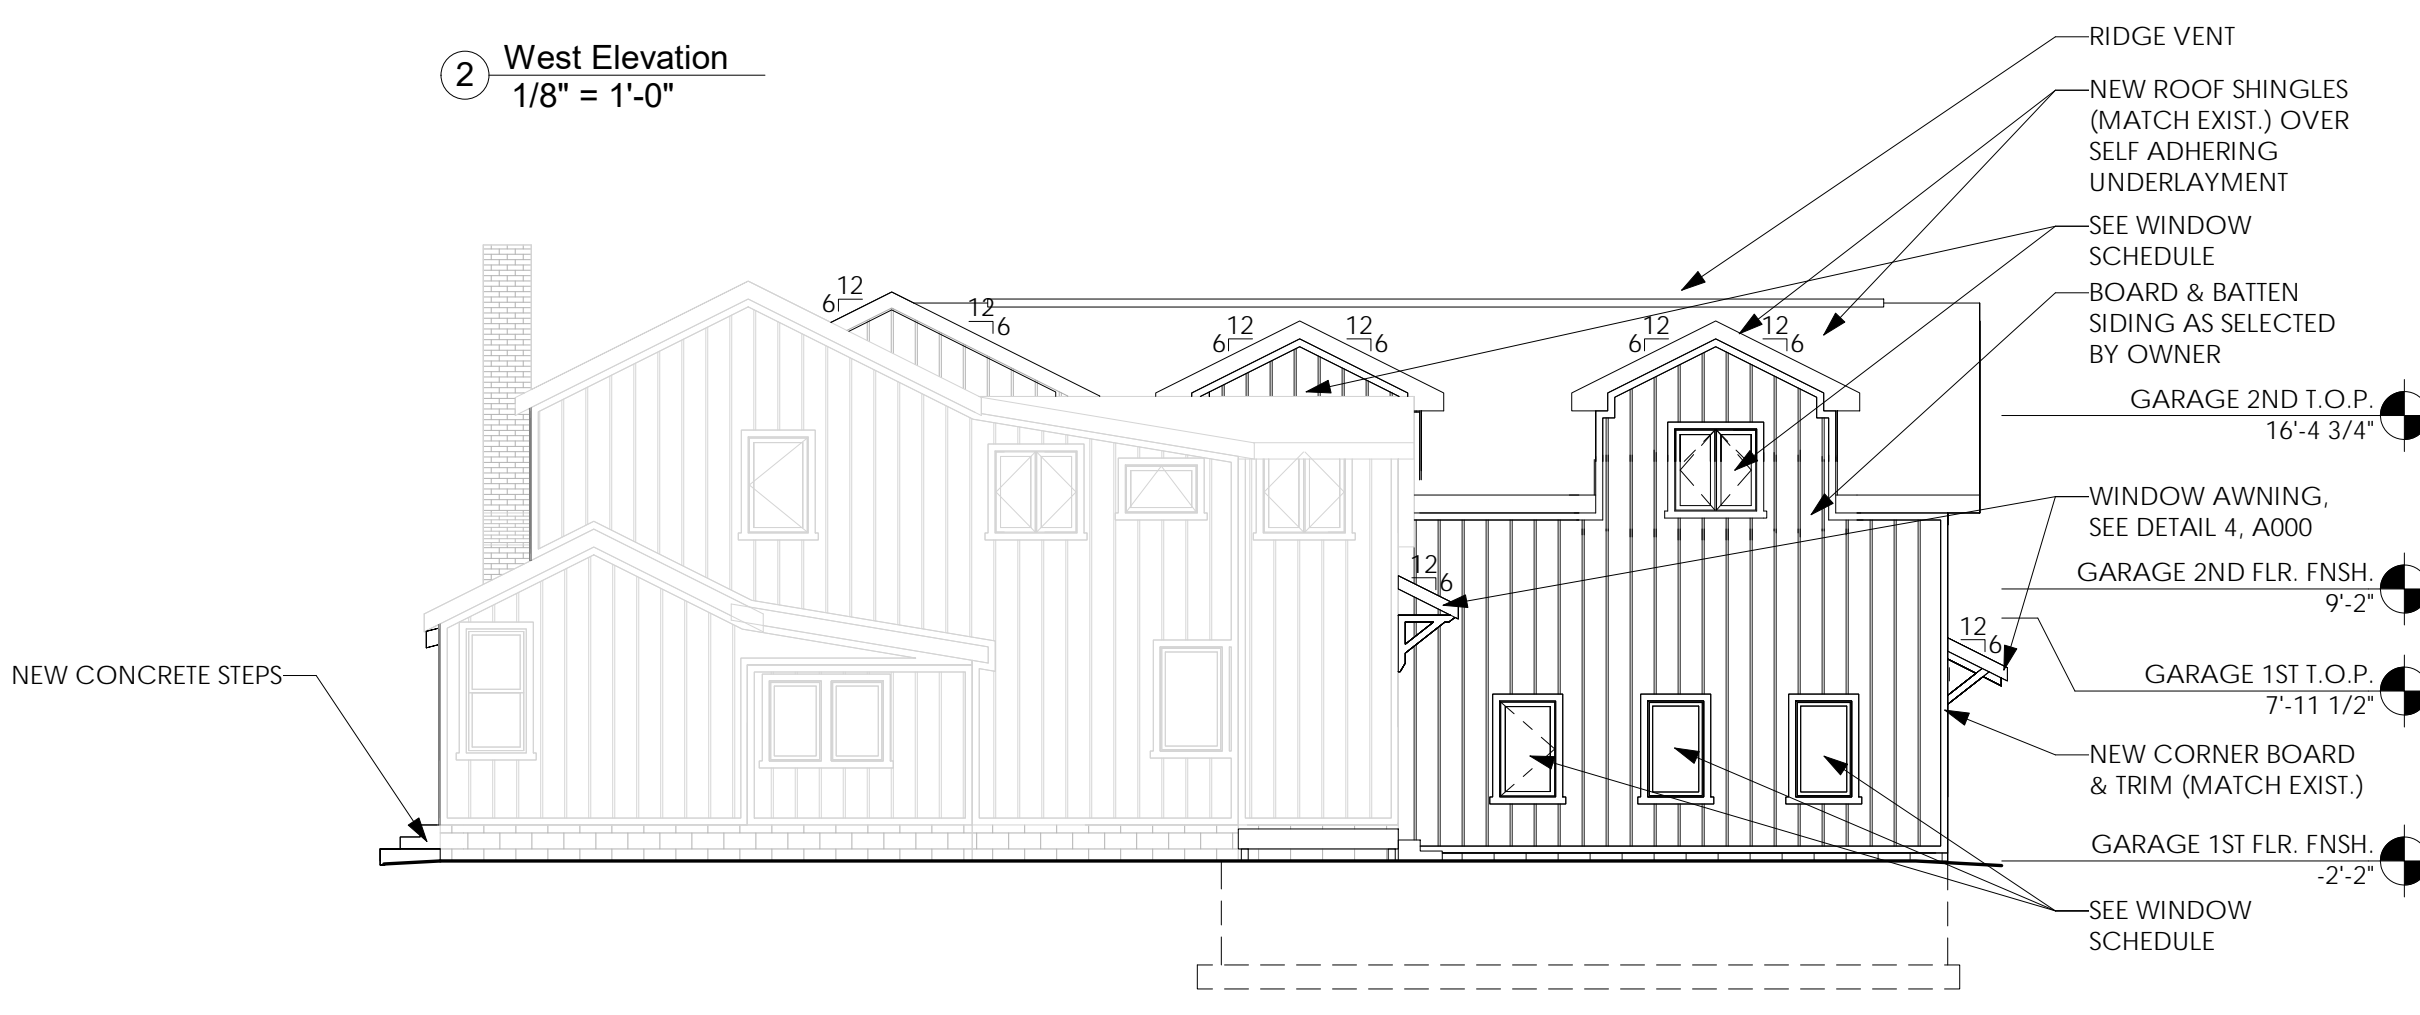 2
West Elevation
1/8" = 1'-0"
RIDGE VENT
NEW ROOF SHINGLES
(MATCH EXIST.) OVER
SELF ADHERING
UNDERLAYMENT
SEE WINDOW
SCHEDULE
BOARD & BATTEN
SIDING AS SELECTED
BY OWNER
12
6
12
6
12
6
12
6
12
6
12
6
GARAGE 2ND T.O.P.
16'-4 3/4"
WINDOW AWNING,
SEE DETAIL 4, A000
12
6
GARAGE 2ND FLR. FNSH.
9'-2"
12
6
NEW CONCRETE STEPS
GARAGE 1ST T.O.P.
7'-11 1/2"
NEW CORNER BOARD
& TRIM (MATCH EXIST.)
GARAGE 1ST FLR. FNSH.
-2'-2"
SEE WINDOW
SCHEDULE